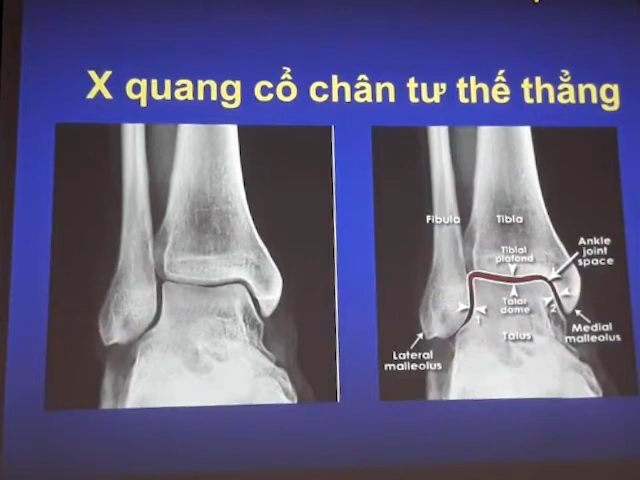 X quang cổ chân tư thế thẳng
Fibula
Tibia
Ankle
joint
space
Tibial
plafond
Talar
dome
1
2
Talus
Medial
malleolus
Lateral
malleolus